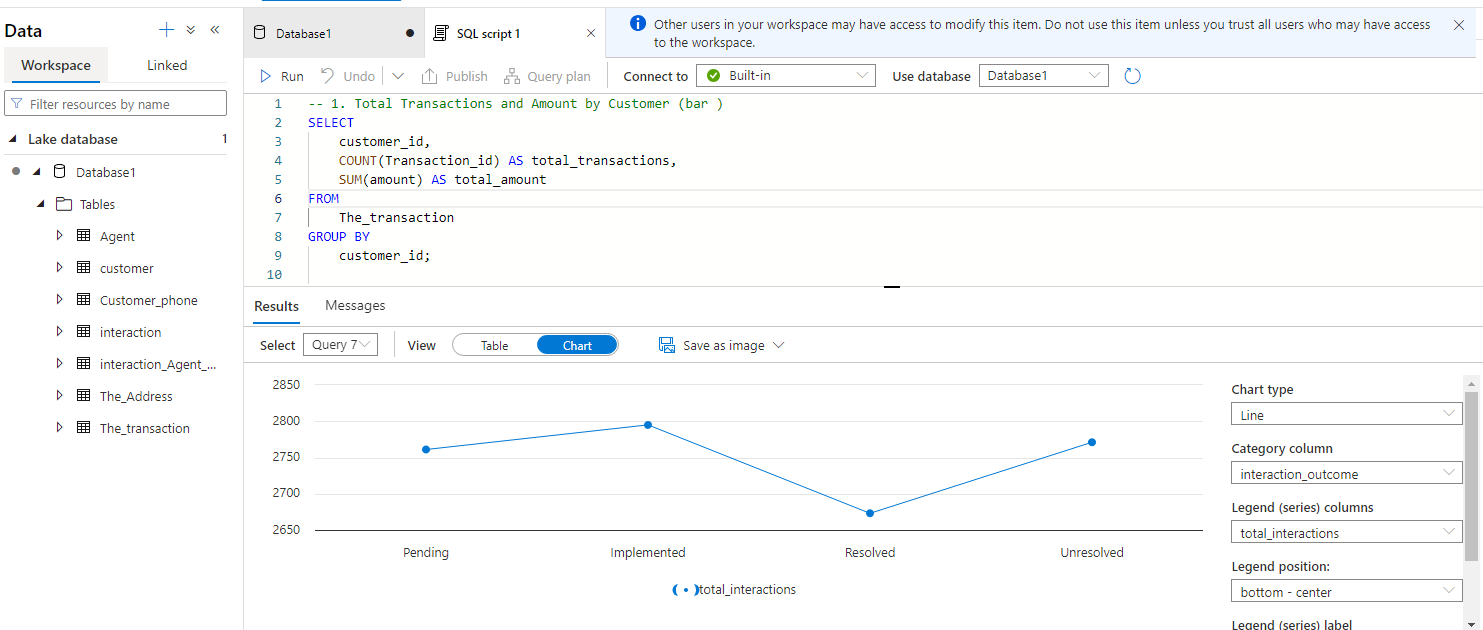 Data
Workspace
Linked
Filter resources by name
Lake database 1
Database1
Tables
Agent
customer
Customer_phone
interaction
interaction_Agent_...
The_Address
The_transaction
Database1
SQL script 1
Other users in your workspace may have access to modify this item. Do not use this item unless you trust all users who may have access
to the workspace.
Run Undo Publish Query plan Connect to Built-in Use database Database1
1 -- 1. Total Transactions and Amount by Customer (bar )
2 SELECT
3 customer_id,
4 COUNT(Transaction_id) AS total_transactions,
5 SUM(amount) AS total_amount
6 FROM
7 The_transaction
8 GROUP BY
9 customer_id;
10
Results Messages
Select Query 7 View Table Chart Save as image
2850
2800
2750
2700
2650
Pending Implemented Resolved Unresolved
total_interactions
Chart type
Line
Category column
interaction_outcome
Legend (series) columns
total_interactions
Legend position:
bottom - center
Legend (series) label